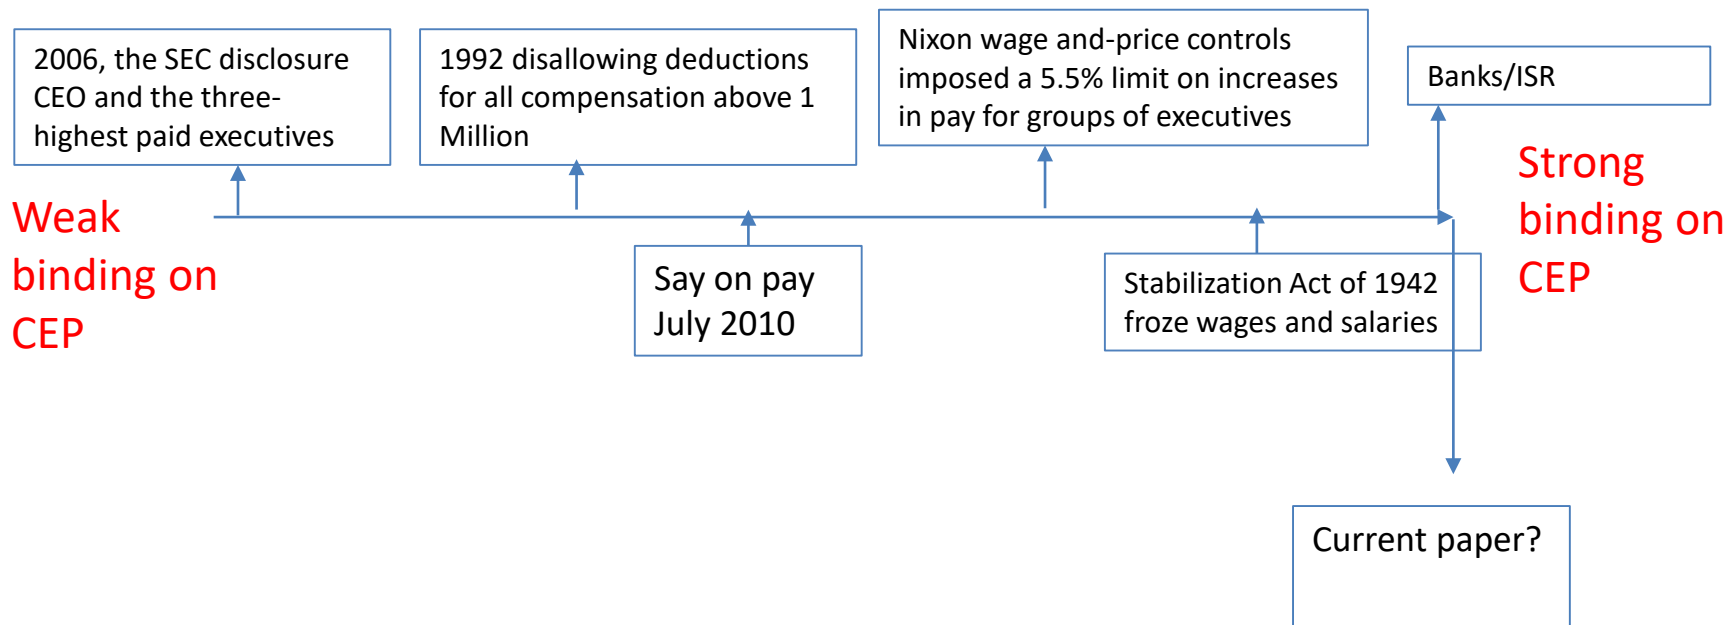 2006, the SEC disclosure
CEO and the three-
highest paid executives
1992 disallowing deductions
for all compensation above 1
Million
Nixon wage and-price controls
imposed a 5.5% limit on increases
in pay for groups of executives
Banks/ISR
Weak
binding on
CEP
Strong
binding on
CEP
Say on pay
July 2010
Stabilization Act of 1942
froze wages and salaries
Current paper?